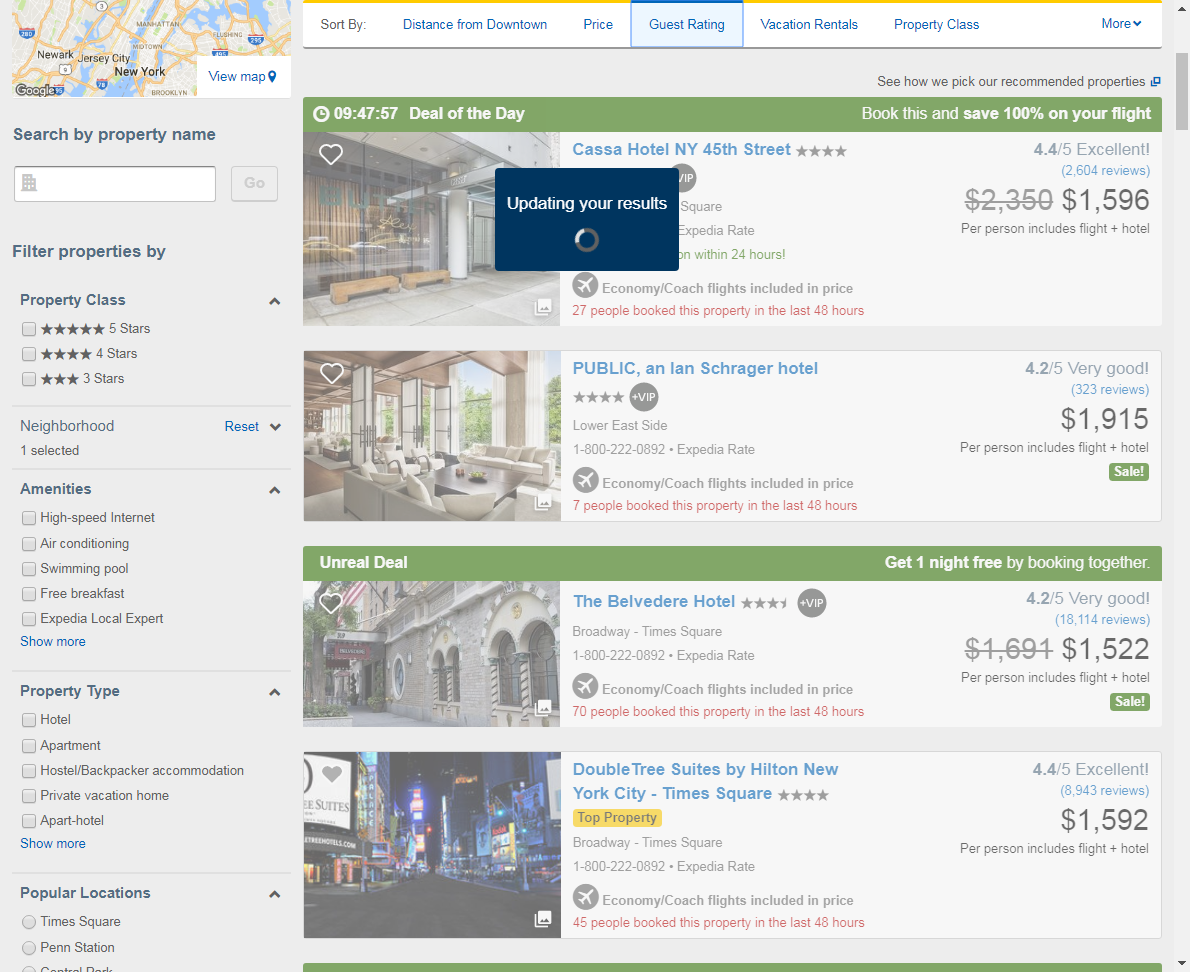 MANHATTAN
FLUSHING
MIDTOWN
Newark
Jersey City
New York
BROOKLYN
Google
View map
Search by property name
Go
Filter properties by
Property Class
5 Stars
4 Stars
3 Stars
Neighborhood Reset
1 selected
Amenities
High-speed Internet
Air conditioning
Swimming pool
Free breakfast
Expedia Local Expert
Show more
Property Type
Hotel
Apartment
Hostel/Backpacker accommodation
Private vacation home
Apart-hotel
Show more
Popular Locations
Times Square
Penn Station
Central Park
Sort By: Distance from Downtown Price Guest Rating Vacation Rentals Property Class More
See how we pick our recommended properties
09:47:57 Deal of the Day Book this and save 100% on your flight
Cassa Hotel NY 45th Street
4.4/5 Excellent!
(2,604 reviews)
VIP
Updating your results
Square
$2,350 $1,596
Expedia Rate
Per person includes flight + hotel
on within 24 hours!
Economy/Coach flights included in price
27 people booked this property in the last 48 hours
PUBLIC, an Ian Schrager hotel
4.2/5 Very good!
(323 reviews)
+VIP
Lower East Side
$1,915
1-800-222-0892 • Expedia Rate
Per person includes flight + hotel
Sale!
Economy/Coach flights included in price
7 people booked this property in the last 48 hours
Unreal Deal Get 1 night free by booking together.
The Belvedere Hotel +VIP
4.2/5 Very good!
(18,114 reviews)
Broadway - Times Square
$1,691 $1,522
1-800-222-0892 • Expedia Rate
Per person includes flight + hotel
Sale!
Economy/Coach flights included in price
70 people booked this property in the last 48 hours
BELVEDERE
DoubleTree Suites by Hilton New
York City - Times Square
4.4/5 Excellent!
(8,943 reviews)
Top Property
$1,592
Broadway - Times Square
Per person includes flight + hotel
1-800-222-0892 • Expedia Rate
Economy/Coach flights included in price
45 people booked this property in the last 48 hours
EE SUITES
TREEHOTELS.COM